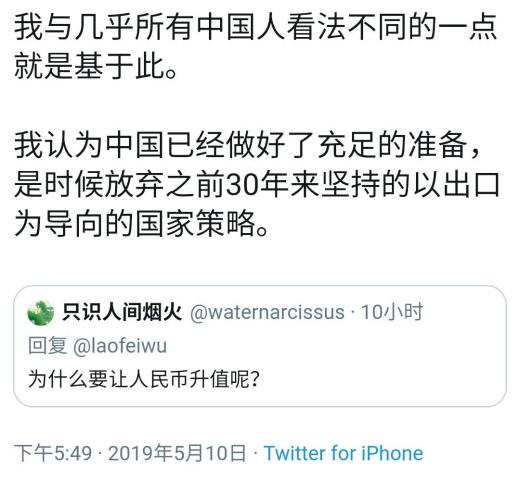 我与几乎所有中国人看法不同的一点
就是基于此。
我认为中国已经做好了充足的准备，
是时候放弃之前30年来坚持的以出口
为导向的国家策略。
只识人间烟火 @waternarcissus · 10小时
回复 @laofeiwu
为什么要让人民币升值呢？
下午5:49 · 2019年5月10日 · Twitter for iPhone